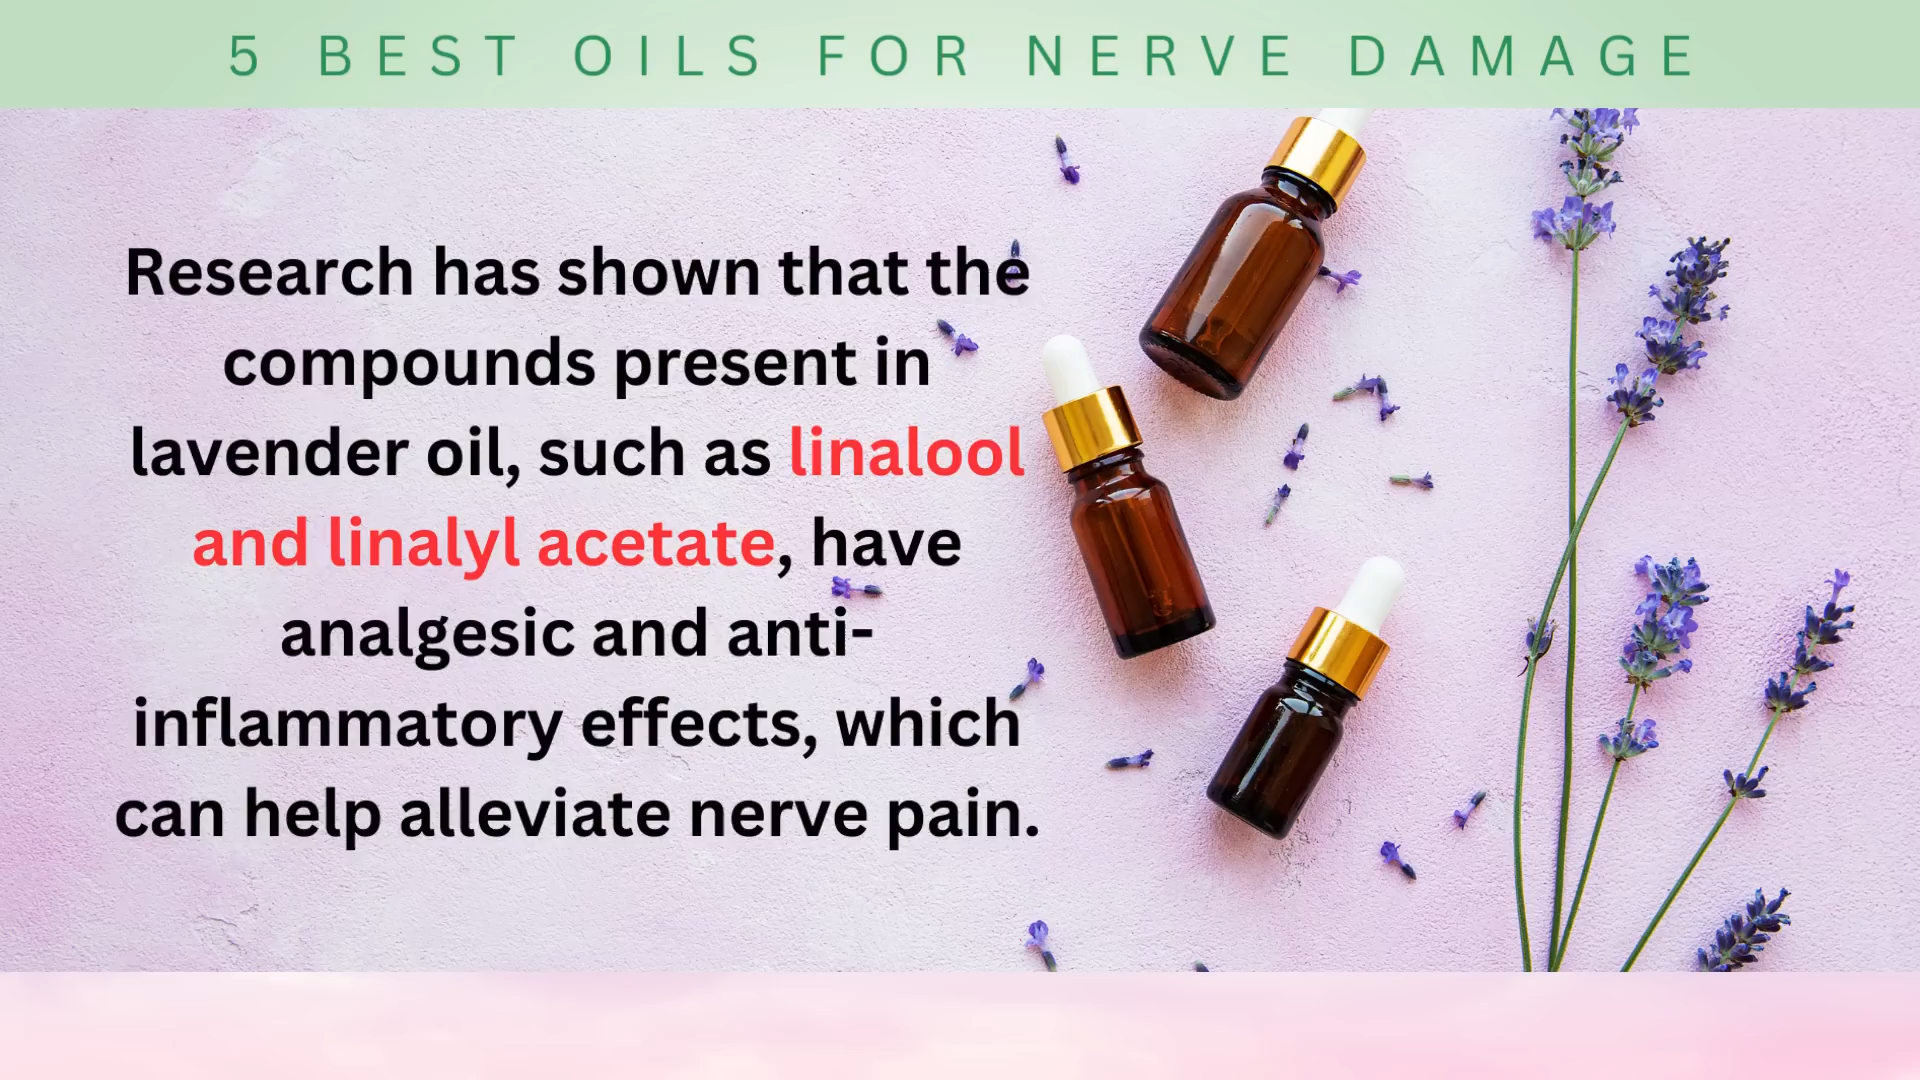 5 BEST OILS FOR NERVE DAMAGE
Research has shown that the
compounds present in
lavender oil, such as linalool
and linalyl acetate, have
analgesic and anti-
inflammatory effects, which
can help alleviate nerve pain.